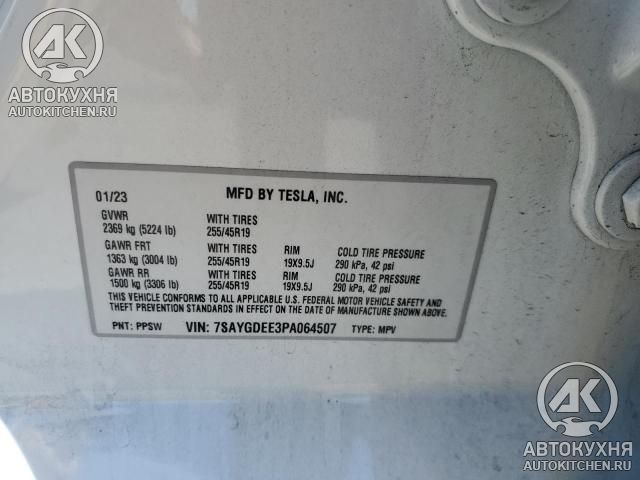 АК
АВТОКУХНЯ
AUTOKITCHEN.RU
01/23 MFD BY TESLA, INC.
GVWR WITH TIRES
2369 kg (5224 lb) 255/45R19
GAWR FRT WITH TIRES RIM COLD TIRE PRESSURE
1363 kg (3004 lb) 255/45R19 19X9.5J 290 kPa, 42 psi
GAWR RR WITH TIRES RIM COLD TIRE PRESSURE
1500 kg (3306 lb) 255/45R19 19X9.5J 290 kPa, 42 psi
THIS VEHICLE CONFORMS TO ALL APPLICABLE U.S. FEDERAL MOTOR VEHICLE SAFETY AND
THEFT PREVENTION STANDARDS IN EFFECT ON THE DATE OF MANUFACTURE SHOWN ABOVE.
PNT: PPSW VIN: 7SAYGDEE3PA064507 TYPE: MPV
АК
АВТОКУХНЯ
AUTOKITCHEN.RU